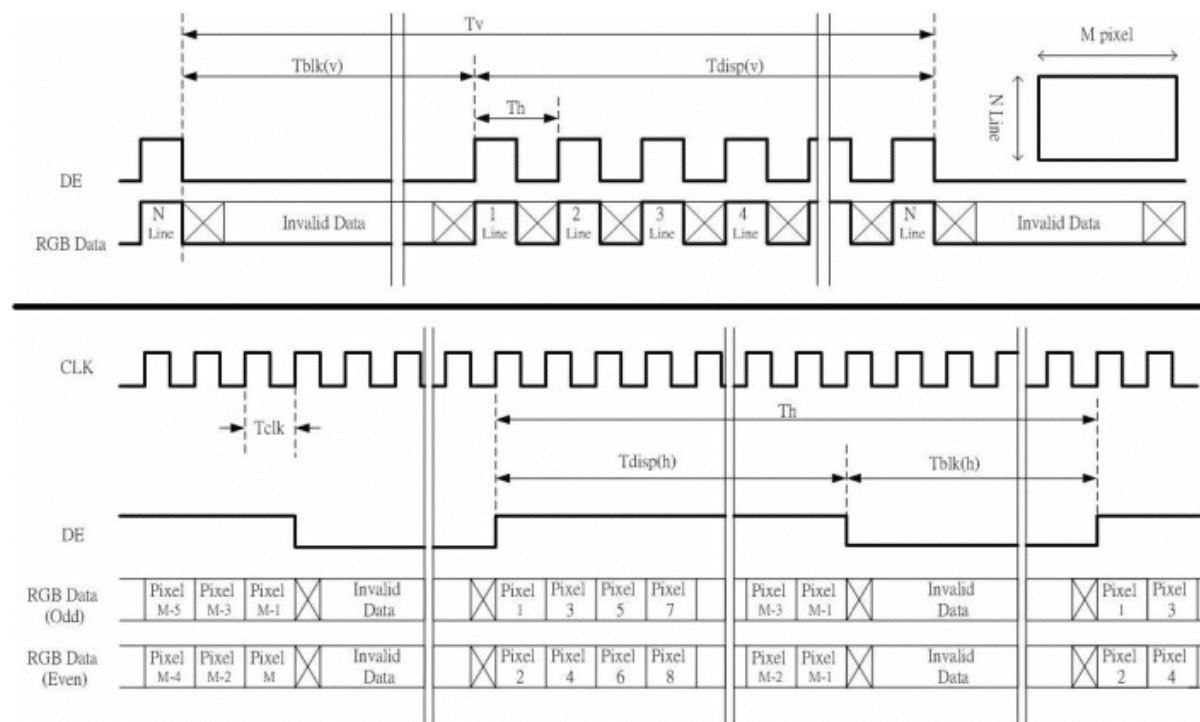 Tv
M pixel
Tblk(v)
Tdisp(v)
Th
N Line
DE
N
Line
Invalid Data
1
Line
2
Line
3
Line
4
Line
N
Line
Invalid Data
RGB Data
CLK
Tclk
Th
Tdisp(h)
Tblk(h)
DE
RGB Data
(Odd)
Pixel
M-5
Pixel
M-3
Pixel
M-1
Invalid
Data
Pixel
1
Pixel
3
Pixel
5
Pixel
7
Pixel
M-3
Pixel
M-1
Invalid
Data
Pixel
1
Pixel
3
RGB Data
(Even)
Pixel
M-4
Pixel
M-2
Pixel
M
Invalid
Data
Pixel
2
Pixel
4
Pixel
6
Pixel
8
Pixel
M-2
Pixel
M-1
Invalid
Data
Pixel
2
Pixel
4